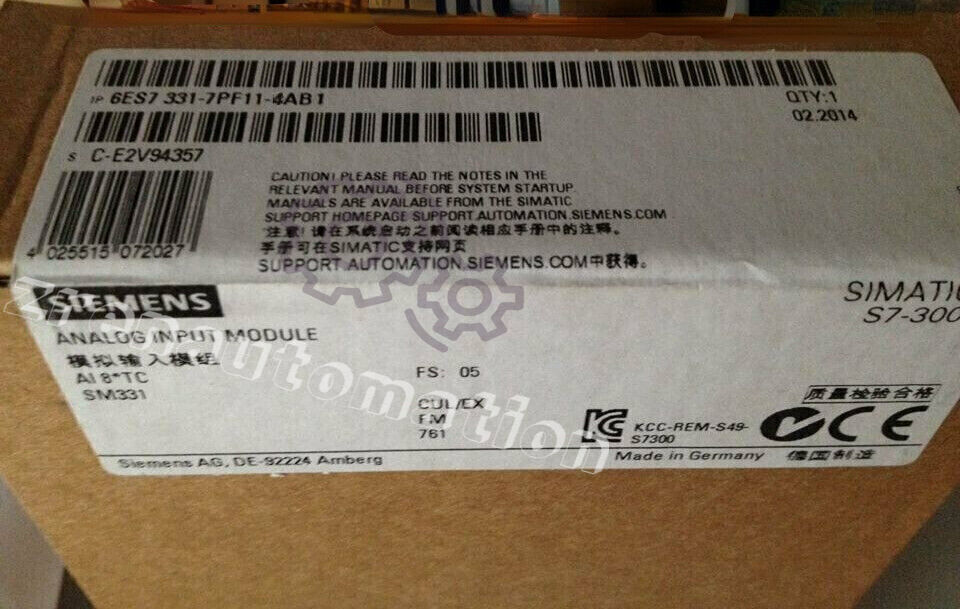 1P 6ES7 331-7PF11-4AB1
QTY:1
02.2014
S C-E2V94357
CAUTION! PLEASE READ THE NOTES IN THE
RELEVANT MANUAL BEFORE SYSTEM STARTUP.
MANUALS ARE AVAILABLE FROM THE SIMATIC
SUPPORT HOMEPAGE SUPPORT.AUTOMATION.SIEMENS.COM
注意! 请在系统启动之前阅读相应手册中的注释。
手册可在SIMATIC支持网页
SUPPORT.AUTOMATION.SIEMENS.COM中获得。
4 025515 072027
SIEMENS
SIMATIC
S7-300
ANALOG INPUT MODULE
模拟输入模组
AI 8*TC
SM331
FS: 05
CUL/EX
FM
761
质量检验合格
KCC-REM-S49-
S7300
CE
Siemens AG, DE-92224 Amberg
Made in Germany 德国制造
Ziranautomation